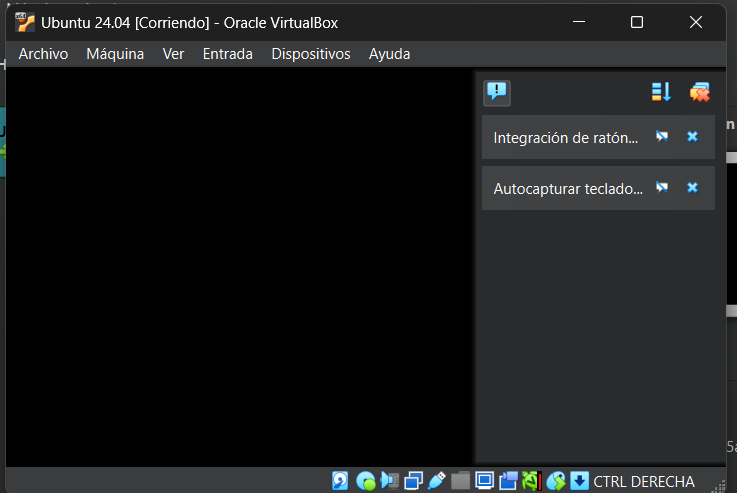 Ubuntu 24.04 [Corriendo] - Oracle VirtualBox
Archivo Máquina Ver Entrada Dispositivos Ayuda
Integración de ratón...
Autocapturar teclado...
CTRL DERECHA